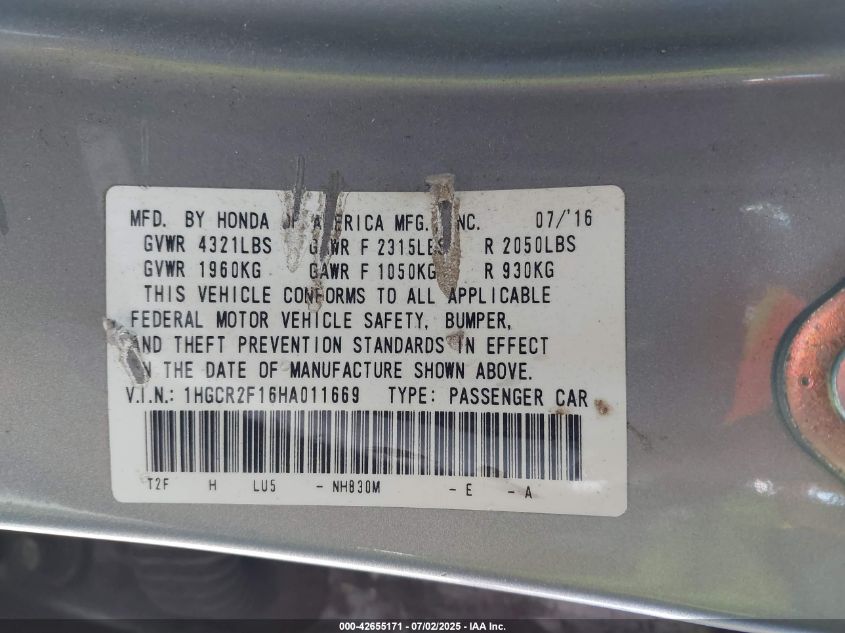 MFD. BY HONDA OF AMERICA MFG. INC. 07/'16
GVWR 4321LBS GAWR F 2315LBS R 2050LBS
GVWR 1960KG GAWR F 1050KG R 930KG
THIS VEHICLE CONFORMS TO ALL APPLICABLE
FEDERAL MOTOR VEHICLE SAFETY, BUMPER,
AND THEFT PREVENTION STANDARDS IN EFFECT
ON THE DATE OF MANUFACTURE SHOWN ABOVE.
V.I.N.: 1HGCR2F16HA011669 TYPE: PASSENGER CAR
T2F H LU5 - NH830M - E - A
000-42655171 - 07/02/2025 - IAA Inc.